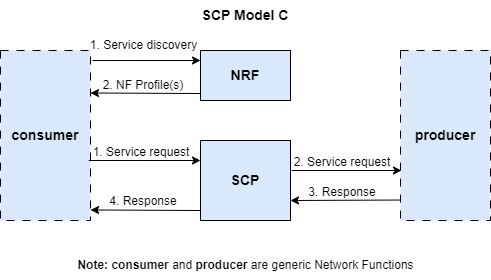 SCP Model C
1. Service discovery
NRF
2. NF Profile(s)
consumer
producer
1. Service request
2. Service request
SCP
3. Response
4. Response
Note: consumer and producer are generic Network Functions